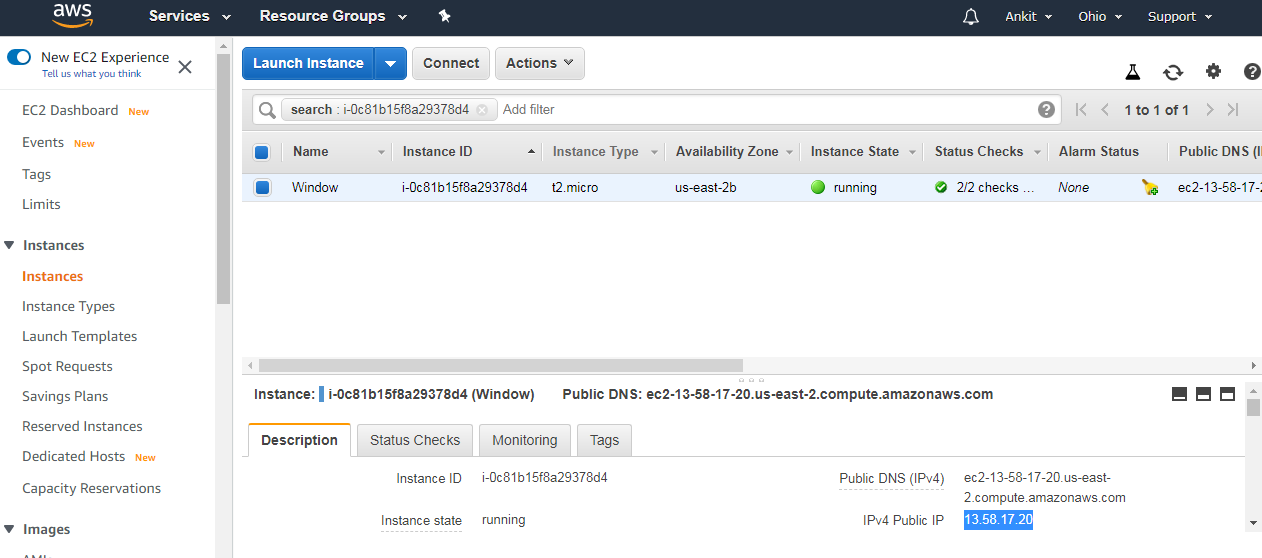 aws Services Resource Groups Ankit Ohio Support
New EC2 Experience
Tell us what you think
EC2 Dashboard New
Events New
Tags
Limits
Instances
Instances
Instance Types
Launch Templates
Spot Requests
Savings Plans
Reserved Instances
Dedicated Hosts New
Capacity Reservations
Images
Launch Instance Connect Actions
search : i-0c81b15f8a29378d4 Add filter 1 to 1 of 1
Name Instance ID Instance Type Availability Zone Instance State Status Checks Alarm Status Public DNS (I
Window i-0c81b15f8a29378d4 t2.micro us-east-2b running 2/2 checks ... None ec2-13-58-17-2
Instance: i-0c81b15f8a29378d4 (Window) Public DNS: ec2-13-58-17-20.us-east-2.compute.amazonaws.com
Description Status Checks Monitoring Tags
Instance ID i-0c81b15f8a29378d4 Public DNS (IPv4) ec2-13-58-17-20.us-east-
2.compute.amazonaws.com
Instance state running IPv4 Public IP 13.58.17.20